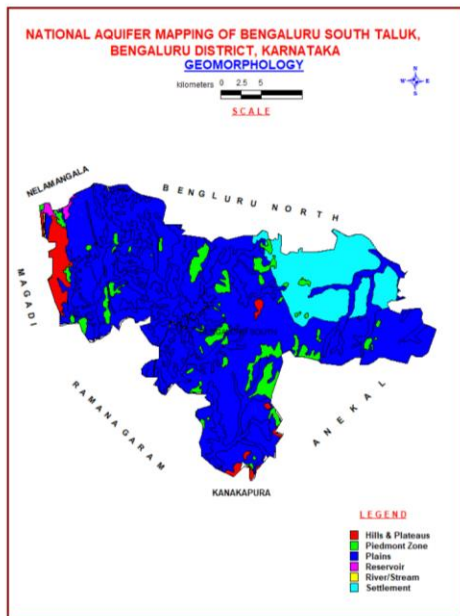 NATIONAL AQUIFER MAPPING OF BENGALURU SOUTH TALUK,
BENGALURU DISTRICT, KARNATAKA
GEOMORPHOLOGY
kilometers 0 2.5 5
SCALE
N
W E
S
NELAMANGALA
BENGLURU NORTH
MAGADI
RAMANAGARAM
ANEKAL
KANAKAPURA
LEGEND
Hills & Plateaus
Piedmont Zone
Plains
Reservoir
River/Stream
Settlement